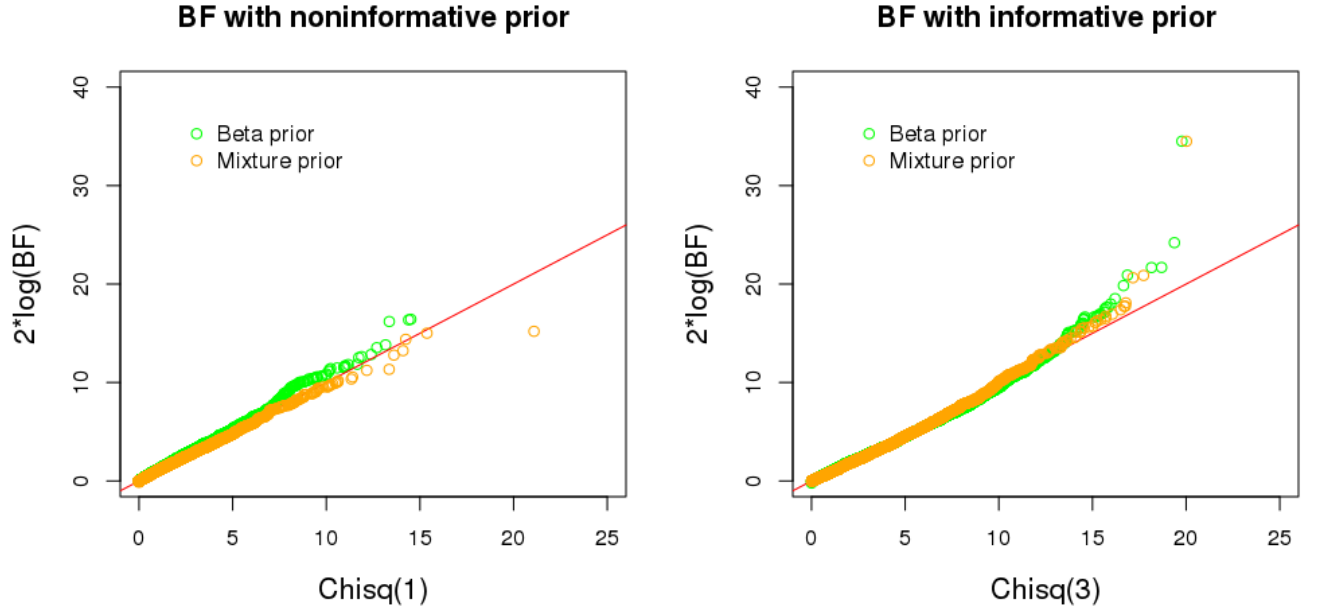 BF with noninformative prior
40
30
20
10
0
2*log(BF)
Beta prior
Mixture prior
0 5 10 15 20 25
Chisq(1)
BF with informative prior
40
30
20
10
0
2*log(BF)
Beta prior
Mixture prior
0 5 10 15 20 25
Chisq(3)